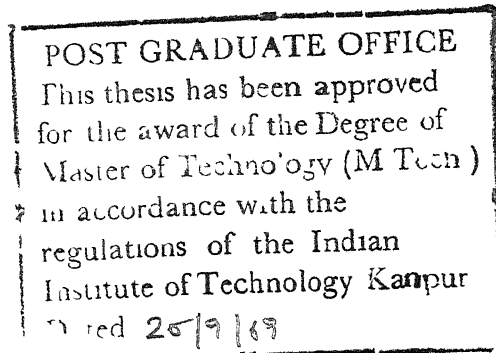 POST GRADUATE OFFICE
This thesis has been approved
for the award of the Degree of
Master of Technology (M Tech)
in accordance with the
regulations of the Indian
Institute of Technology Kanpur
Dated 25/9/69